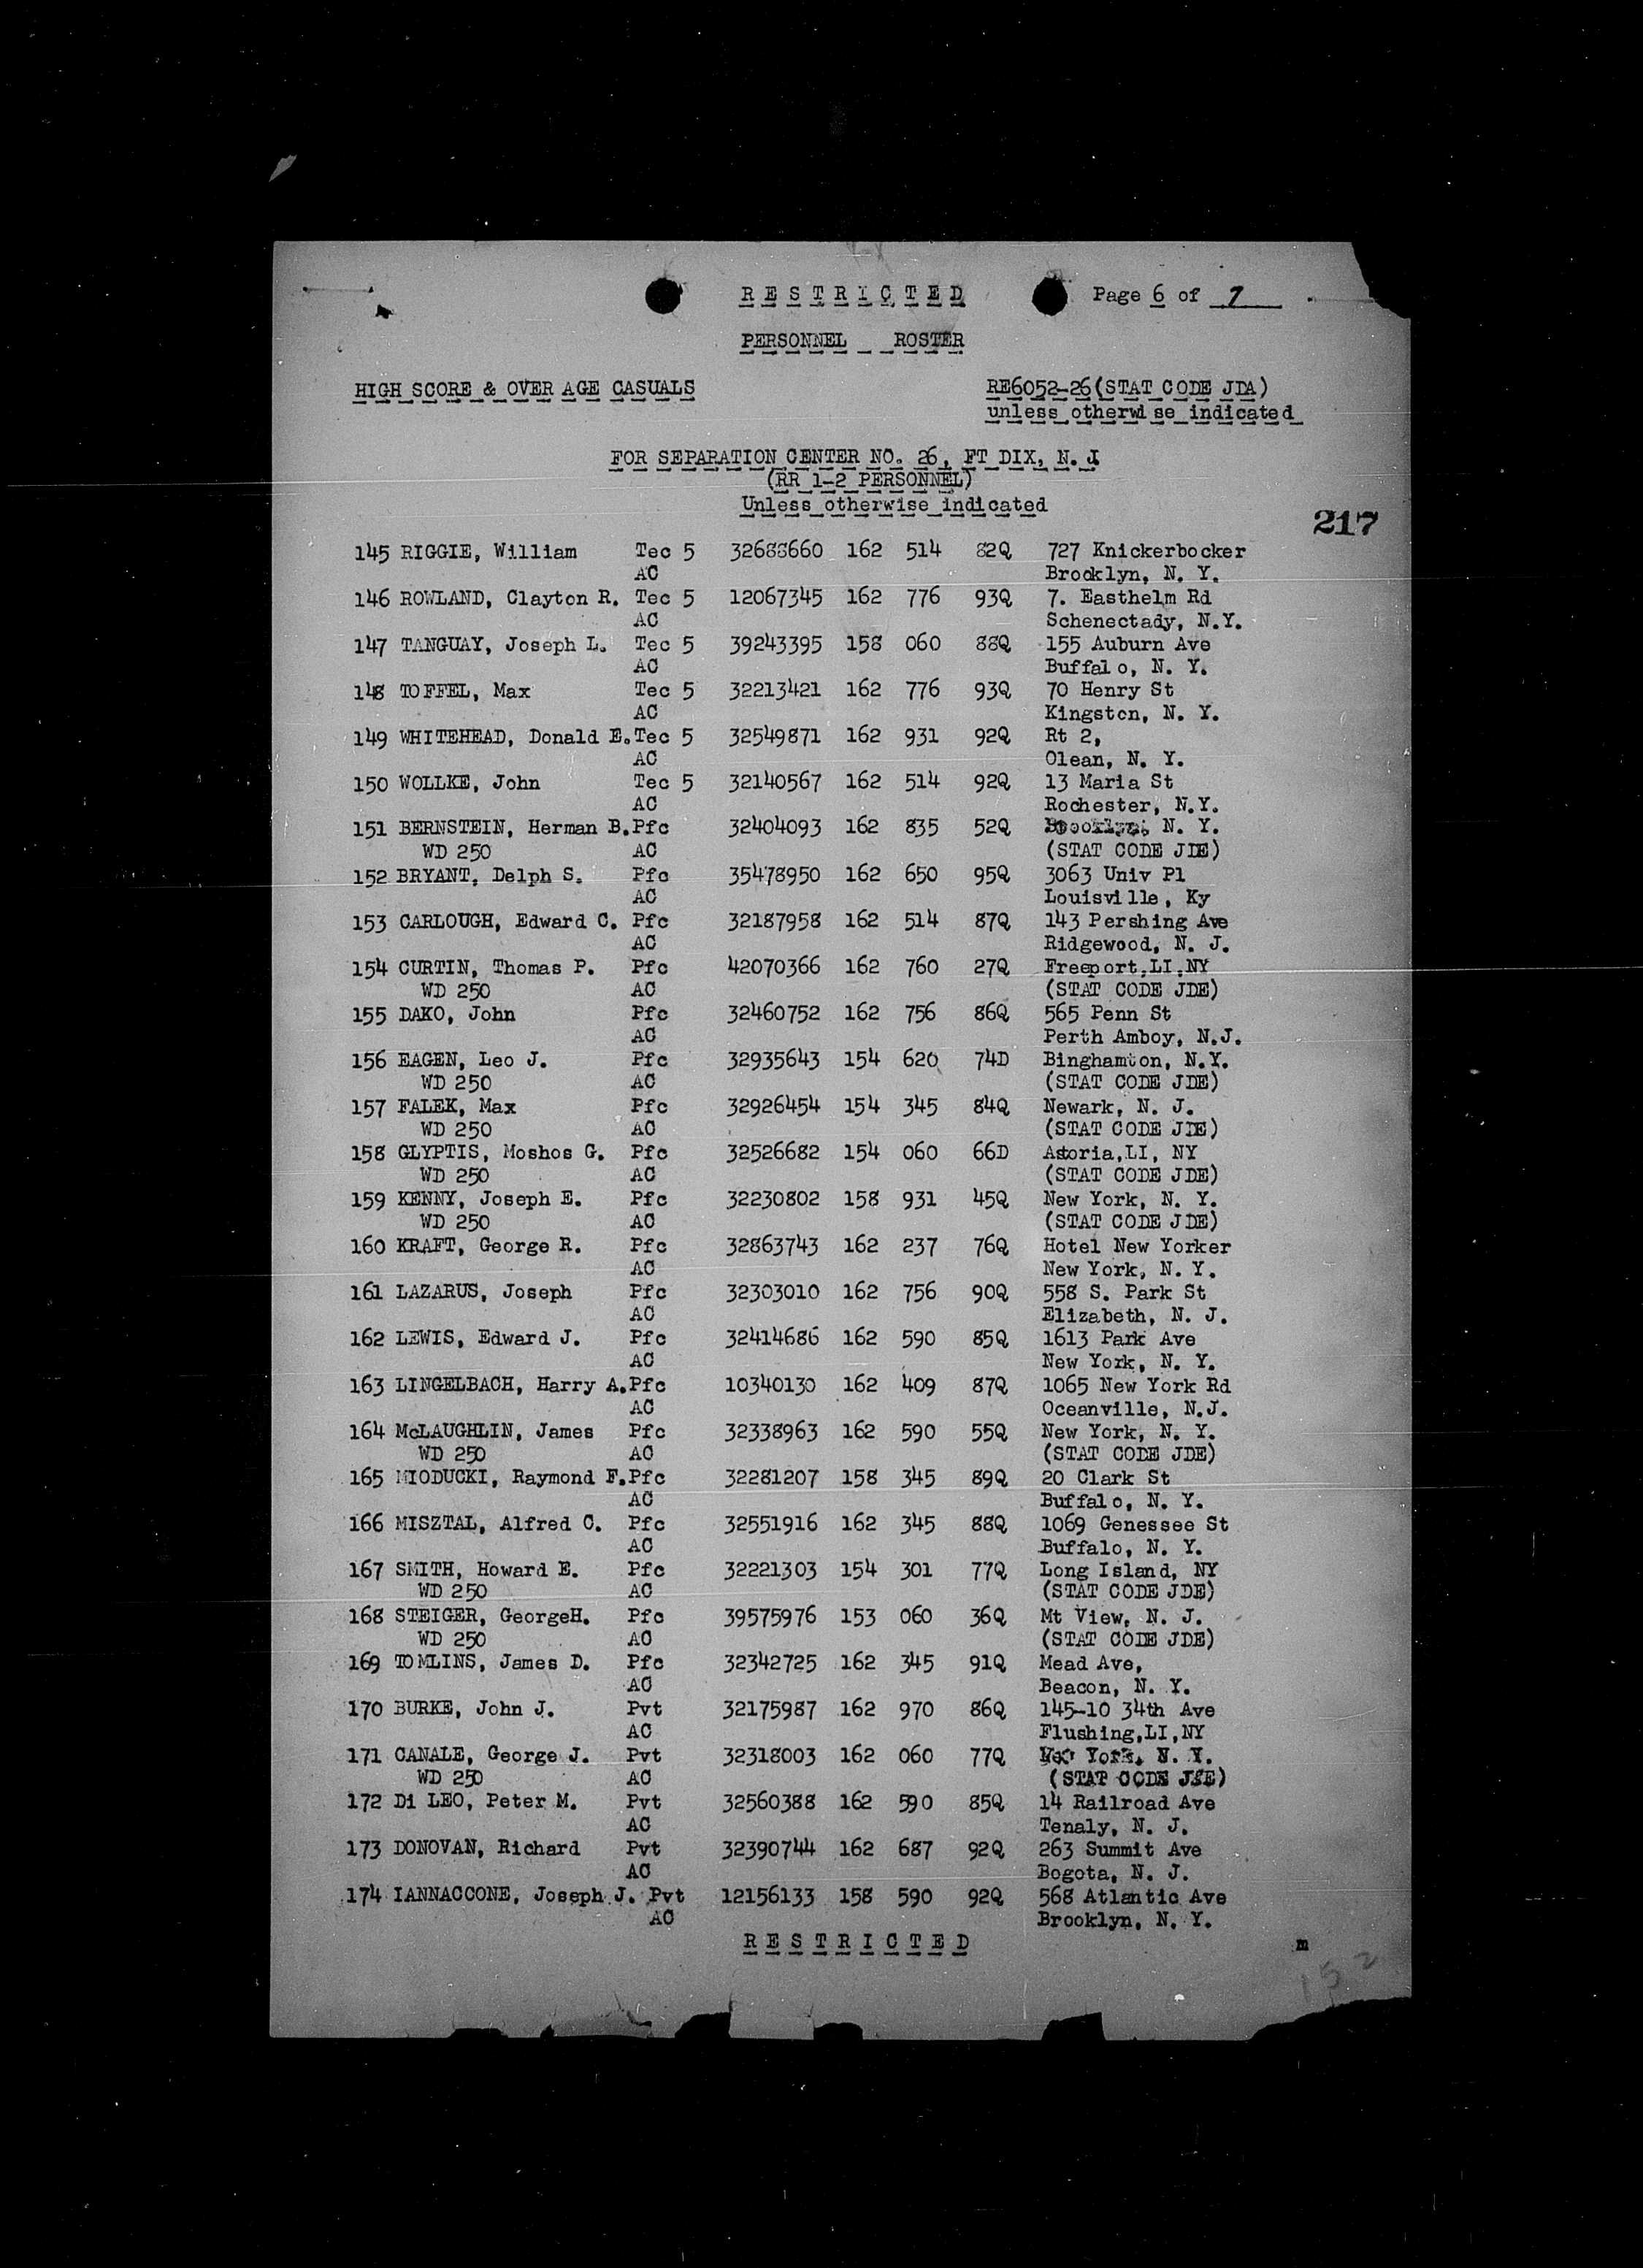 R E S T R I C T E D Page 6 of 7
PERSONNEL ROSTER
HIGH SCORE & OVER AGE CASUALS RE6052-26(STAT CODE JDA)
unless otherwise indicated
FOR SEPARATION CENTER NO. 26, FT DIX, N. J
(RR 1-2 PERSONNEL)
Unless otherwise indicated
217
145 RIGGIE, William Tec 5 32688660 162 514 82Q 727 Knickerbocker
AC Brooklyn, N. Y.
146 ROWLAND, Clayton R. Tec 5 12067345 162 776 93Q 7. Easthelm Rd
AC Schenectady, N.Y.
147 TANGUAY, Joseph L. Tec 5 39243395 158 060 88Q 155 Auburn Ave
AC Buffalo, N. Y.
148 TOFFEL, Max Tec 5 32213421 162 776 93Q 70 Henry St
AC Kingston, N. Y.
149 WHITEHEAD, Donald E. Tec 5 32549871 162 931 92Q Rt 2,
AC Olean, N. Y.
150 WOLLKE, John Tec 5 32140567 162 514 92Q 13 Maria St
AC Rochester, N.Y.
151 BERNSTEIN, Herman B. Pfc 32404093 162 835 52Q Brooklyn, N. Y.
WD 250 AC (STAT CODE JDE)
152 BRYANT, Delph S. Pfc 35478950 162 650 95Q 3063 Univ Pl
AC Louisville, Ky
153 CARLOUGH, Edward C. Pfc 32187958 162 514 87Q 143 Pershing Ave
AC Ridgewood, N. J.
154 CURTIN, Thomas P. Pfc 42070366 162 760 27Q Freeport,LI,NY
WD 250 AC (STAT CODE JDE)
155 DAKO, John Pfc 32460752 162 756 86Q 565 Penn St
AC Perth Amboy, N.J.
156 EAGEN, Leo J. Pfc 32935643 154 620 74D Binghamton, N.Y.
WD 250 AC (STAT CODE JDE)
157 FALEK, Max Pfc 32926454 154 345 84Q Newark, N. J.
WD 250 AC (STAT CODE JDE)
158 GLYPTIS, Moshos G. Pfc 32526682 154 060 66D Astoria,LI, NY
WD 250 AC (STAT CODE JDE)
159 KENNY, Joseph E. Pfc 32230802 158 931 45Q New York, N. Y.
WD 250 AC (STAT CODE JDE)
160 KRAFT, George R. Pfc 32863743 162 237 76Q Hotel New Yorker
AC New York, N. Y.
161 LAZARUS, Joseph Pfc 32303010 162 756 90Q 558 S. Park St
AC Elizabeth, N. J.
162 LEWIS, Edward J. Pfc 32414686 162 590 85Q 1613 Park Ave
AC New York, N. Y.
163 LINGELBACH, Harry A. Pfc 10340130 162 409 87Q 1065 New York Rd
AC Oceanville, N.J.
164 McLAUGHLIN, James Pfc 32338963 162 590 55Q New York, N. Y.
WD 250 AC (STAT CODE JDE)
165 MIODUCKI, Raymond F. Pfc 32281207 158 345 89Q 20 Clark St
AC Buffalo, N. Y.
166 MISZTAL, Alfred C. Pfc 32551916 162 345 88Q 1069 Genessee St
AC Buffalo, N. Y.
167 SMITH, Howard E. Pfc 32221303 154 301 77Q Long Island, NY
WD 250 AC (STAT CODE JDE)
168 STEIGER, GeorgeH. Pfc 39575976 153 060 36Q Mt View, N. J.
WD 250 AC (STAT CODE JDE)
169 TOMLINS, James D. Pfc 32342725 162 345 91Q Mead Ave,
AC Beacon, N. Y.
170 BURKE, John J. Pvt 32175987 162 970 86Q 145-10 34th Ave
AC Flushing,LI,NY
171 CANALE, George J. Pvt 32318003 162 060 77Q New York, N. Y.
WD 250 AC (STAT CODE JDE)
172 Di LEO, Peter M. Pvt 32560388 162 590 85Q 14 Railroad Ave
AC Tenaly, N. J.
173 DONOVAN, Richard Pvt 32390744 162 687 92Q 263 Summit Ave
AC Bogota, N. J.
174 IANNACCONE, Joseph J. Pvt 12156133 158 590 92Q 568 Atlantic Ave
AC Brooklyn, N. Y.
R E S T R I C T E D m
152